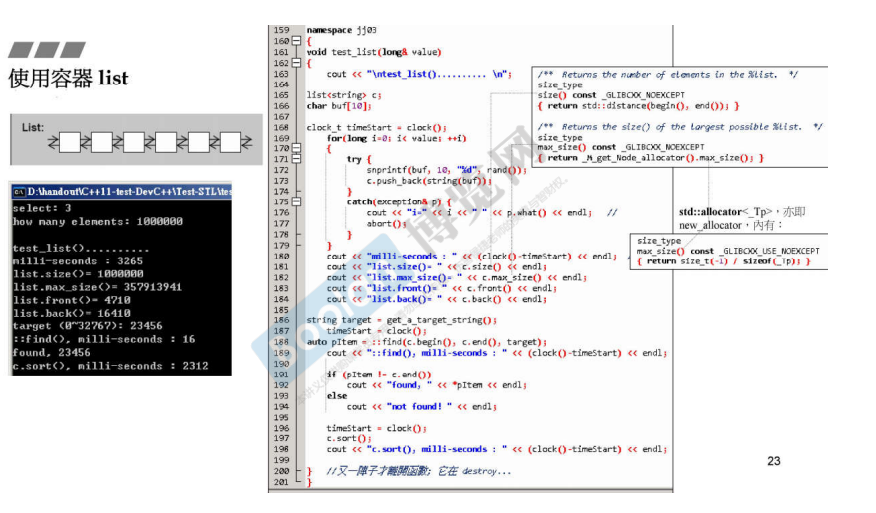 使用容器 list
List:
D:\handout\C++11-test-DevC++\Test-STL\tes
select: 3
how many elements: 1000000
test_list()..........
milli-seconds : 3265
list.size()= 1000000
list.max_size()= 357913941
list.front()= 4710
list.back()= 16410
target (0~32767): 23456
::find(), milli-seconds : 16
found, 23456
c.sort(), milli-seconds : 2312
159 namespace jj03
160 {
161 void test_list(long& value)
162 {
163 cout << "\ntest_list().......... \n";
164
165 list<string> c;
166 char buf[10];
167
168 clock_t timeStart = clock();
169 for(long i=0; i< value; ++i)
170 {
171 try {
172 snprintf(buf, 10, "%d", rand());
173 c.push_back(string(buf));
174 }
175 catch(exception& p) {
176 cout << "i=" << i << " " << p.what() << endl; //
177 abort();
178 }
179 }
180 cout << "milli-seconds : " << (clock()-timeStart) << endl; /
181 cout << "list.size()= " << c.size() << endl;
182 cout << "list.max_size()= " << c.max_size() << endl;
183 cout << "list.front()= " << c.front() << endl;
184 cout << "list.back()= " << c.back() << endl;
185
186 string target = get_a_target_string();
187 timeStart = clock();
188 auto pItem = ::find(c.begin(), c.end(), target);
189 cout << "::find(), milli-seconds : " << (clock()-timeStart) << endl;
190
191 if (pItem != c.end())
192 cout << "found, " << *pItem << endl;
193 else
194 cout << "not found! " << endl;
195
196 timeStart = clock();
197 c.sort();
198 cout << "c.sort(), milli-seconds : " << (clock()-timeStart) << endl;
199
200 } //又一陣子才離開函數; 它在 destroy...
201 }
/** Returns the number of elements in the %list. */
size_type
size() const _GLIBCXX_NOEXCEPT
{ return std::distance(begin(), end()); }
/** Returns the size() of the largest possible %list. */
size_type
max_size() const _GLIBCXX_NOEXCEPT
{ return _M_get_Node_allocator().max_size(); }
std::allocator<_Tp>，亦即
new_allocator，內有：
size_type
max_size() const _GLIBCXX_USE_NOEXCEPT
{ return size_t(-1) / sizeof(_Tp); }
博览网
23